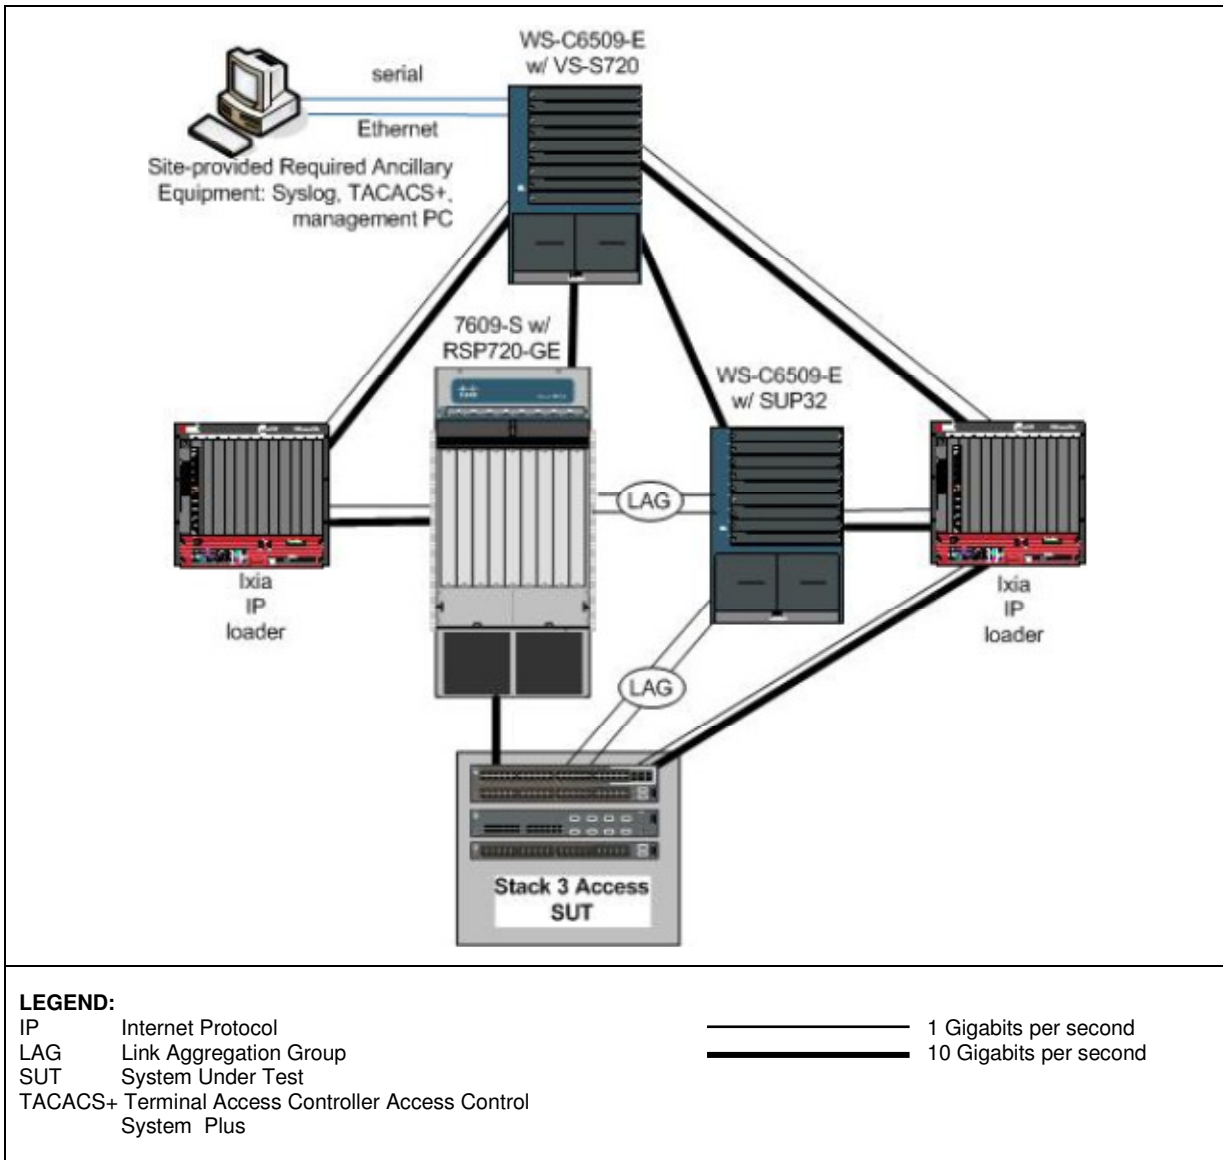 WS-C6509-E
w/ VS-S720
serial
Ethernet
Site-provided Required Ancillary
Equipment: Syslog, TACACS+,
management PC
7609-S w/
RSP720-GE
WS-C6509-E
w/ SUP32
LAG
Ixia
IP
loader
Ixia
IP
loader
LAG
Stack 3 Access
SUT
LEGEND:
IP Internet Protocol
LAG Link Aggregation Group
SUT System Under Test
TACACS+ Terminal Access Controller Access Control
System Plus
1 Gigabits per second
10 Gigabits per second